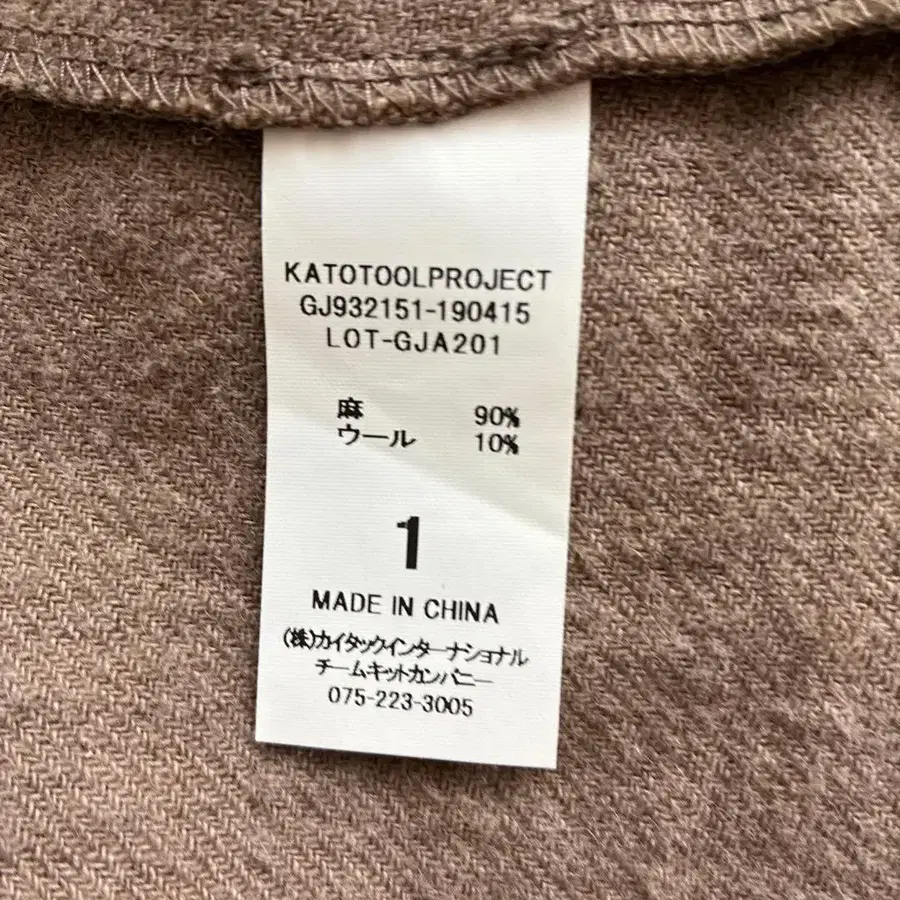 KATOTOOLPROJECT
GJ932151-190415
LOT-GJA201
麻 90%
ウール 10%
1
MADE IN CHINA
(株)カイタックインターナショナル
チームキットカンパニー
075-223-3005